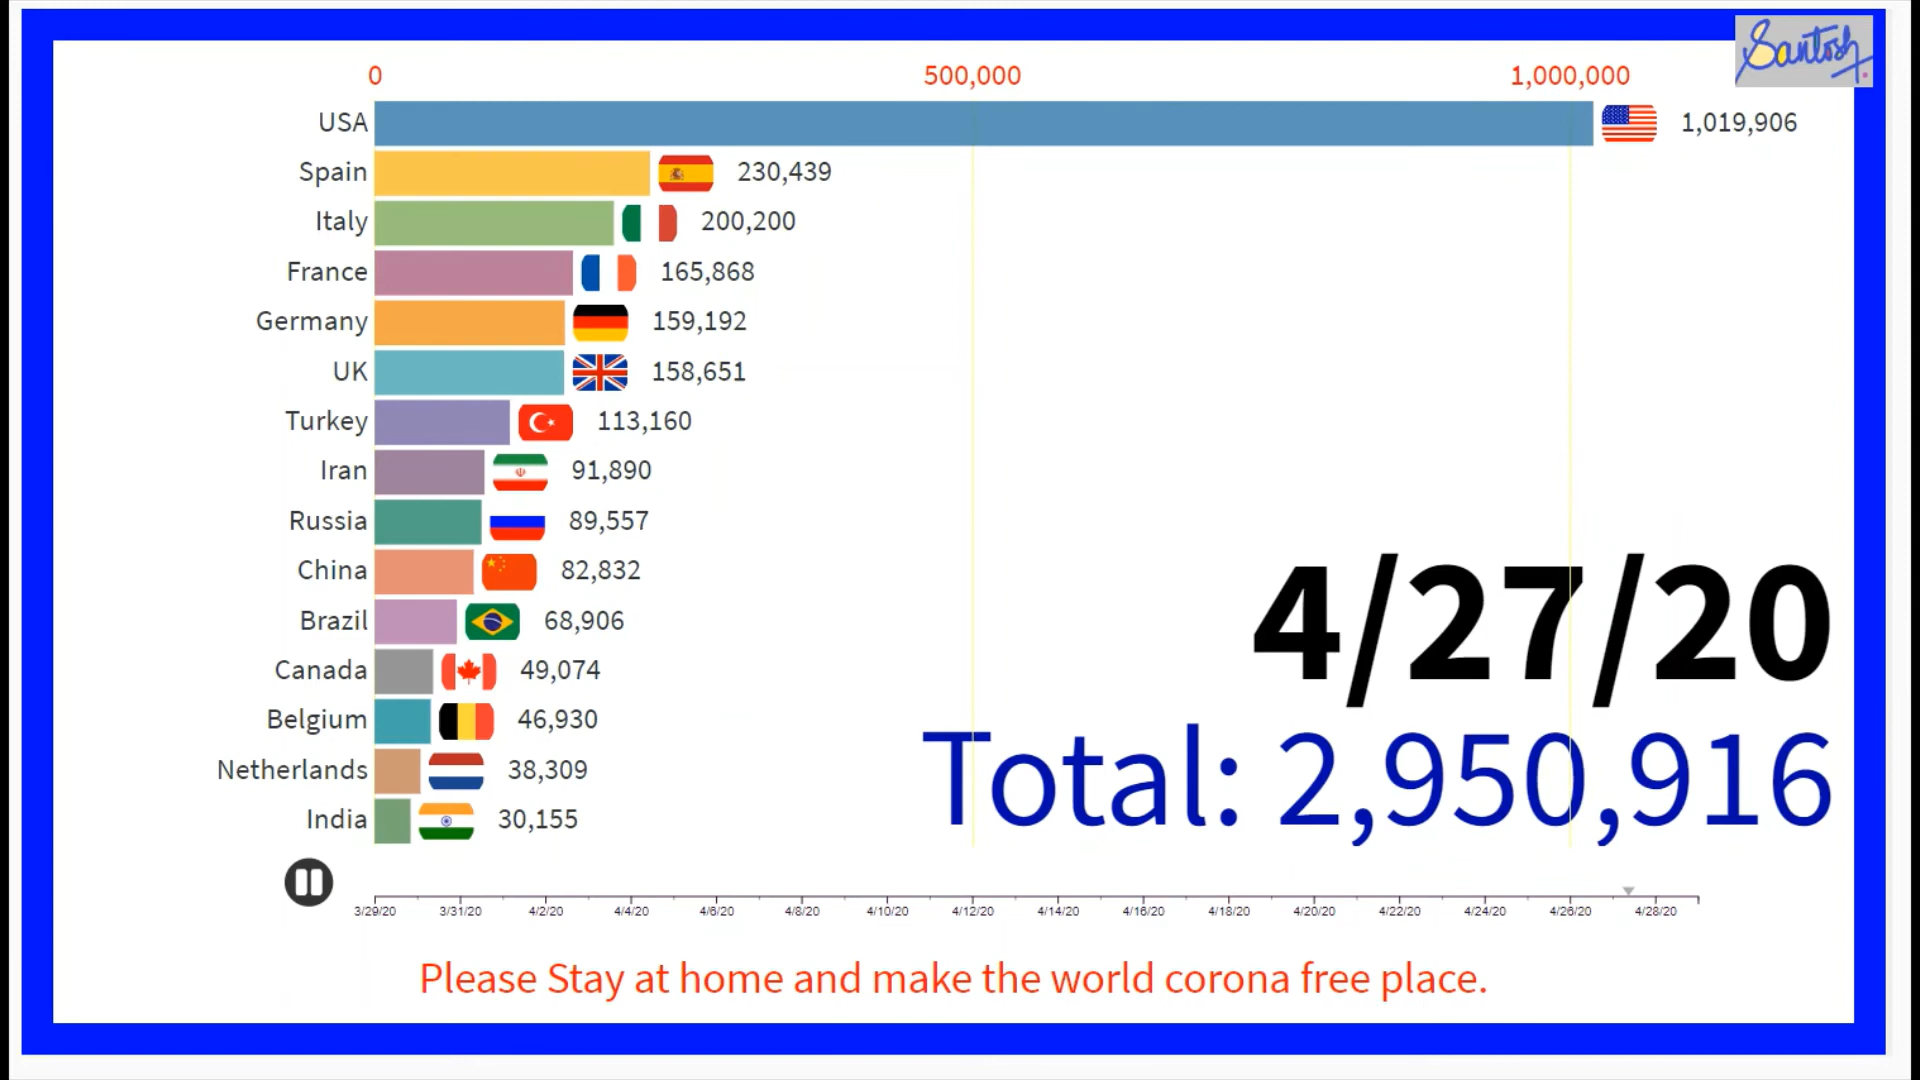 Santosh.
0 500,000 1,000,000
USA 1,019,906
Spain 230,439
Italy 200,200
France 165,868
Germany 159,192
UK 158,651
Turkey 113,160
Iran 91,890
Russia 89,557
China 82,832
Brazil 68,906
Canada 49,074
Belgium 46,930
Netherlands 38,309
India 30,155
4/27/20
Total: 2,950,916
3/29/20 3/31/20 4/2/20 4/4/20 4/6/20 4/8/20 4/10/20 4/12/20 4/14/20 4/16/20 4/18/20 4/20/20 4/22/20 4/24/20 4/26/20 4/28/20
Please Stay at home and make the world corona free place.